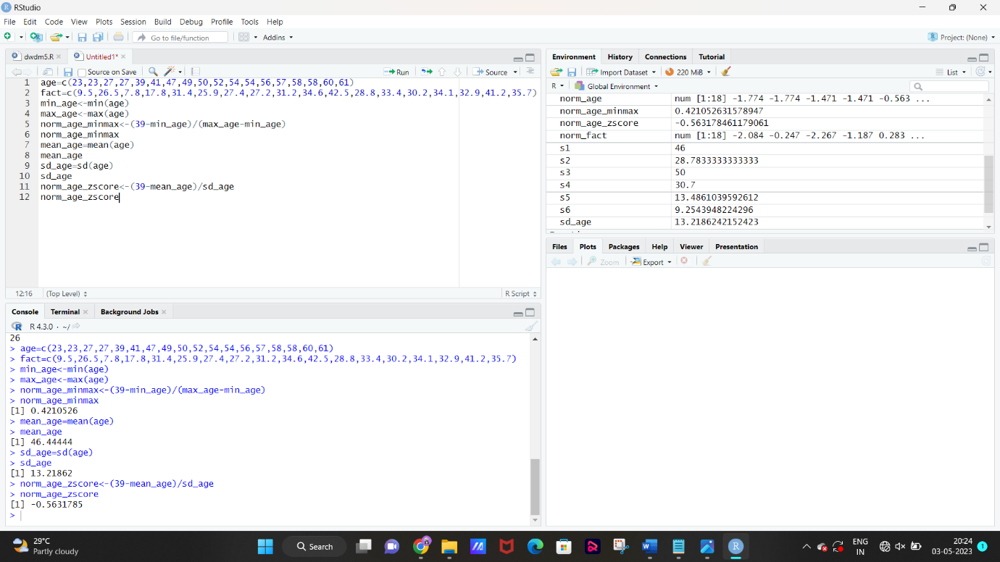 RStudio
File Edit Code View Plots Session Build Debug Profile Tools Help
Go to file/function Addins Project: (None)
dwdm5.R Untitled1*
Source on Save Run Source
1 age=c(23,23,27,27,39,41,47,49,50,52,54,54,56,57,58,58,60,61)
2 fact=c(9.5,26.5,7.8,17.8,31.4,25.9,27.4,27.2,31.2,34.6,42.5,28.8,33.4,30.2,34.1,32.9,41.2,35.7)
3 min_age<-min(age)
4 max_age<-max(age)
5 norm_age_minmax<-(39-min_age)/(max_age-min_age)
6 norm_age_minmax
7 mean_age=mean(age)
8 mean_age
9 sd_age=sd(age)
10 sd_age
11 norm_age_zscore<-(39-mean_age)/sd_age
12 norm_age_zscore
12:16 (Top Level) R Script
Console Terminal Background Jobs
R 4.3.0 · ~/
26
> age=c(23,23,27,27,39,41,47,49,50,52,54,54,56,57,58,58,60,61)
> fact=c(9.5,26.5,7.8,17.8,31.4,25.9,27.4,27.2,31.2,34.6,42.5,28.8,33.4,30.2,34.1,32.9,41.2,35.7)
> min_age<-min(age)
> max_age<-max(age)
> norm_age_minmax<-(39-min_age)/(max_age-min_age)
> norm_age_minmax
[1] 0.4210526
> mean_age=mean(age)
> mean_age
[1] 46.44444
> sd_age=sd(age)
> sd_age
[1] 13.21862
> norm_age_zscore<-(39-mean_age)/sd_age
> norm_age_zscore
[1] -0.5631785
>
Environment History Connections Tutorial
Import Dataset 220 MiB List
R Global Environment
norm_age num [1:18] -1.774 -1.774 -1.471 -1.471 -0.563 ...
norm_age_minmax 0.421052631578947
norm_age_zscore -0.563178461179061
norm_fact num [1:18] -2.084 -0.247 -2.267 -1.187 0.283 ...
s1 46
s2 28.7833333333333
s3 50
s4 30.7
s5 13.4861039592612
s6 9.2543948224296
sd_age 13.2186242152423
Files Plots Packages Help Viewer Presentation
Zoom Export
29°C
Partly cloudy
Search
ENG
IN
20:24
03-05-2023
1